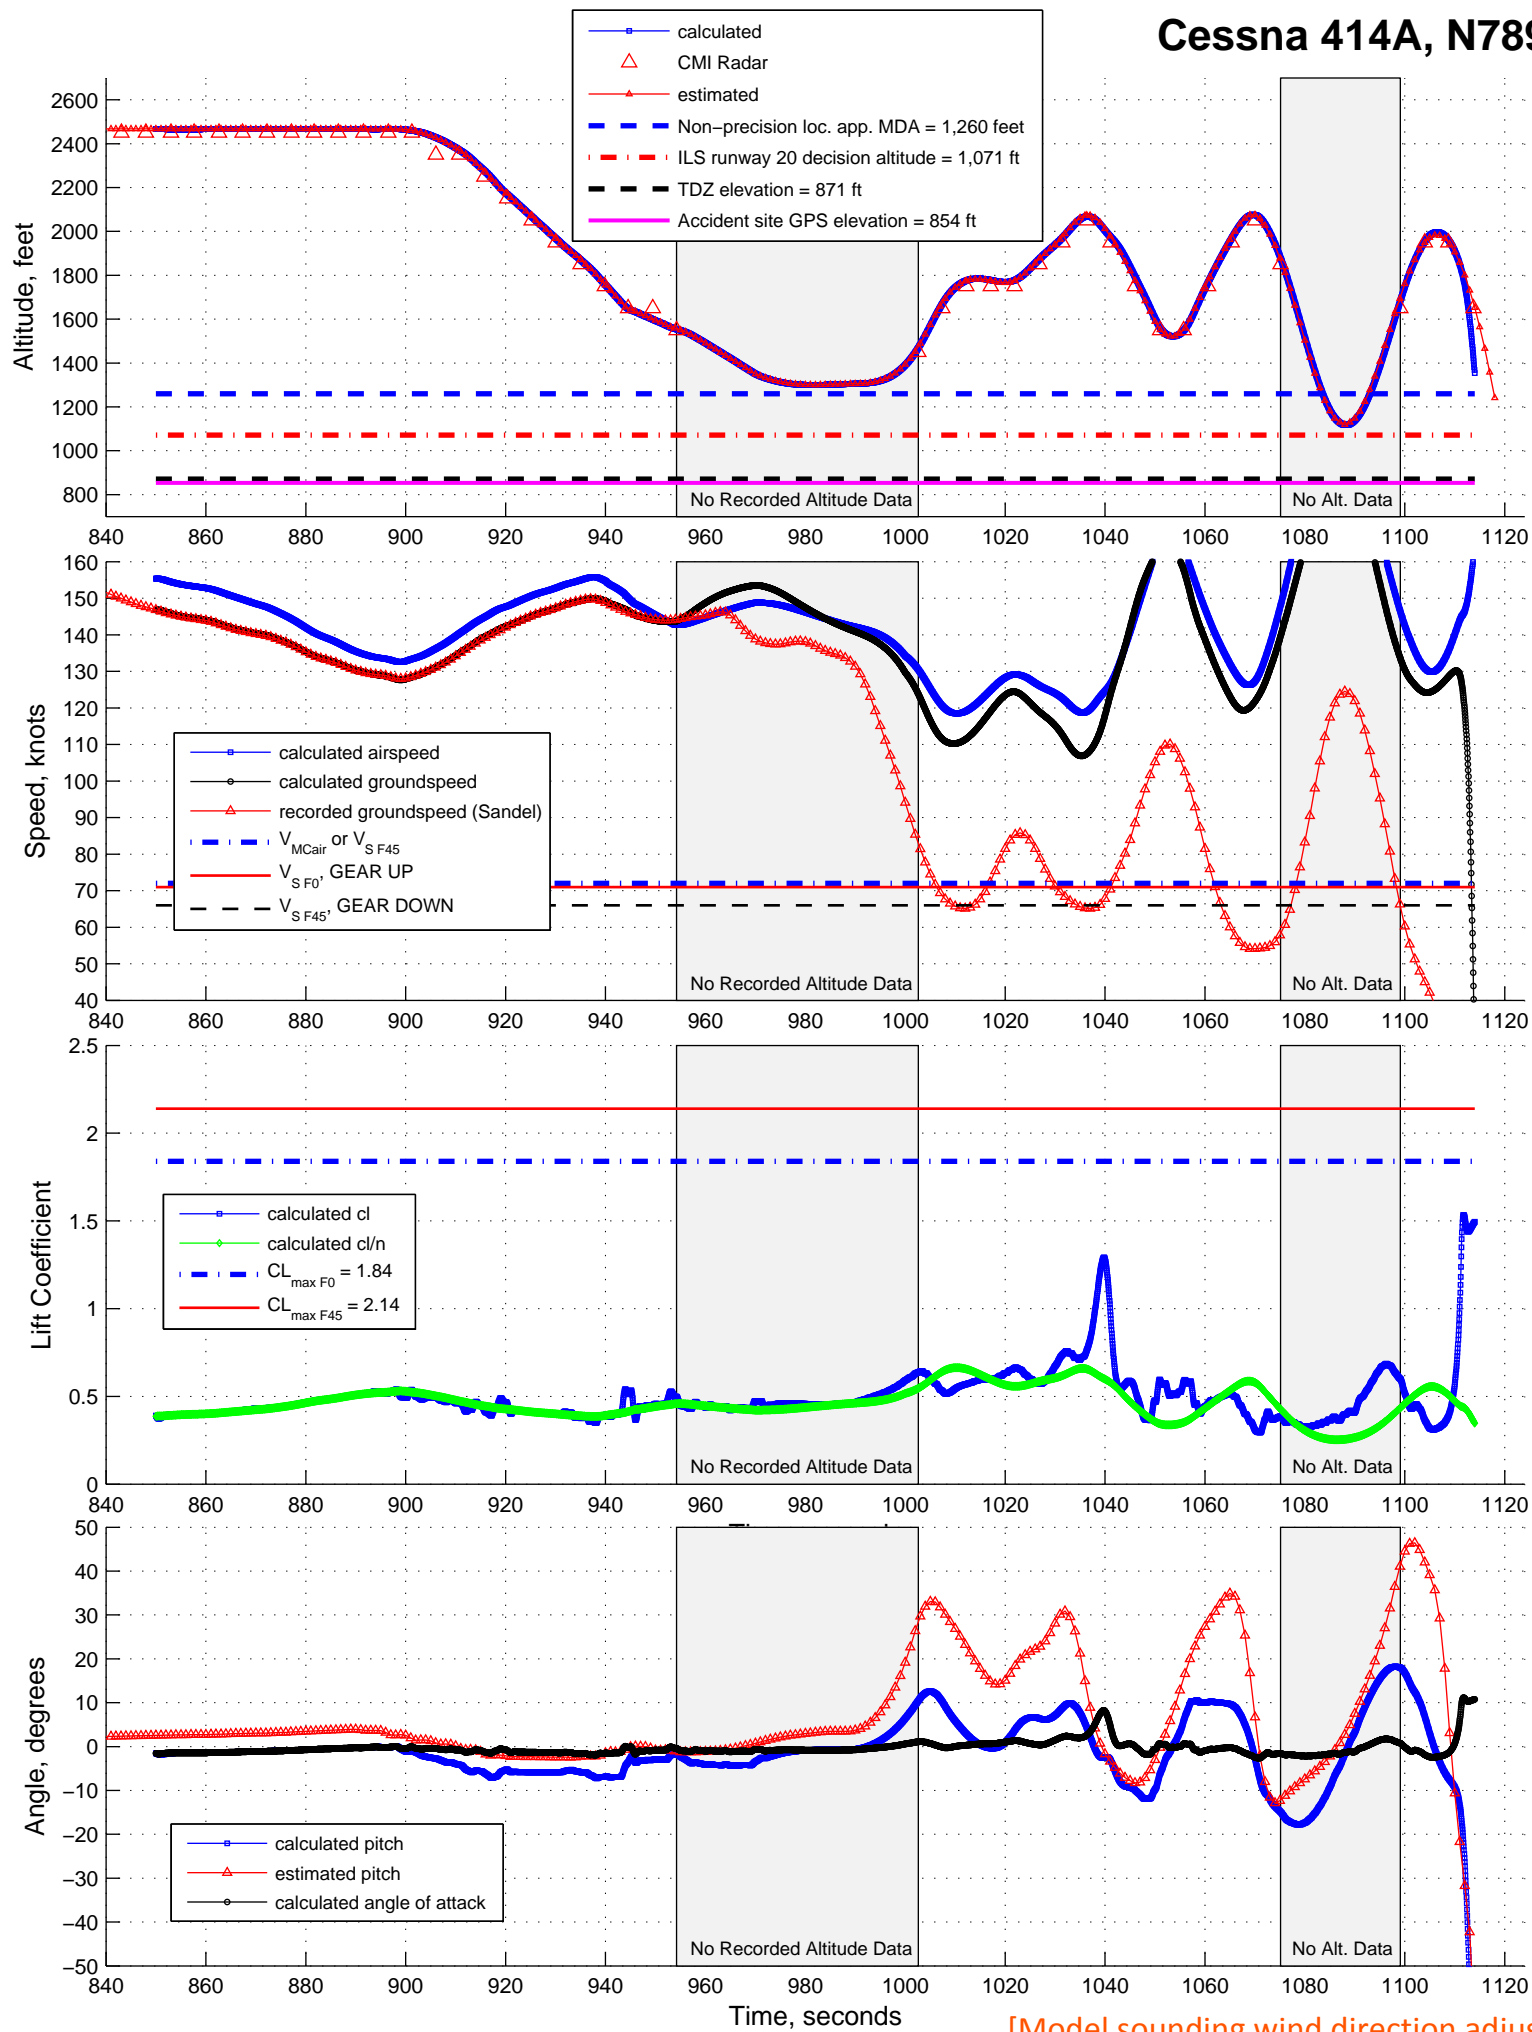 Cessna 414A, N789
calculated
CMI Radar
estimated
Non−precision loc. app. MDA = 1,260 feet
ILS runway 20 decision altitude = 1,071 ft
TDZ elevation = 871 ft
Accident site GPS elevation = 854 ft
2600
2400
2200
2000
1800
1600
1400
1200
1000
800
Altitude, feet
No Recorded Altitude Data
No Alt. Data
840 860 880 900 920 940 960 980 1000 1020 1040 1060 1080 1100 1120
160
150
140
130
120
110
100
90
80
70
60
50
40
Speed, knots
calculated airspeed
calculated groundspeed
recorded groundspeed (Sandel)
VMCair or VS F45
VS F0, GEAR UP
VS F45, GEAR DOWN
No Recorded Altitude Data
No Alt. Data
840 860 880 900 920 940 960 980 1000 1020 1040 1060 1080 1100 1120
2.5
2
1.5
1
0.5
0
Lift Coefficient
calculated cl
calculated cl/n
CLmax F0 = 1.84
CLmax F45 = 2.14
No Recorded Altitude Data
No Alt. Data
840 860 880 900 920 940 960 980 1000 1020 1040 1060 1080 1100 1120
50
40
30
20
10
0
−10
−20
−30
−40
−50
Angle, degrees
calculated pitch
estimated pitch
calculated angle of attack
No Recorded Altitude Data
No Alt. Data
840 860 880 900 920 940 960 980 1000 1020 1040 1060 1080 1100 1120
Time, seconds
[Model sounding wind direction adjus